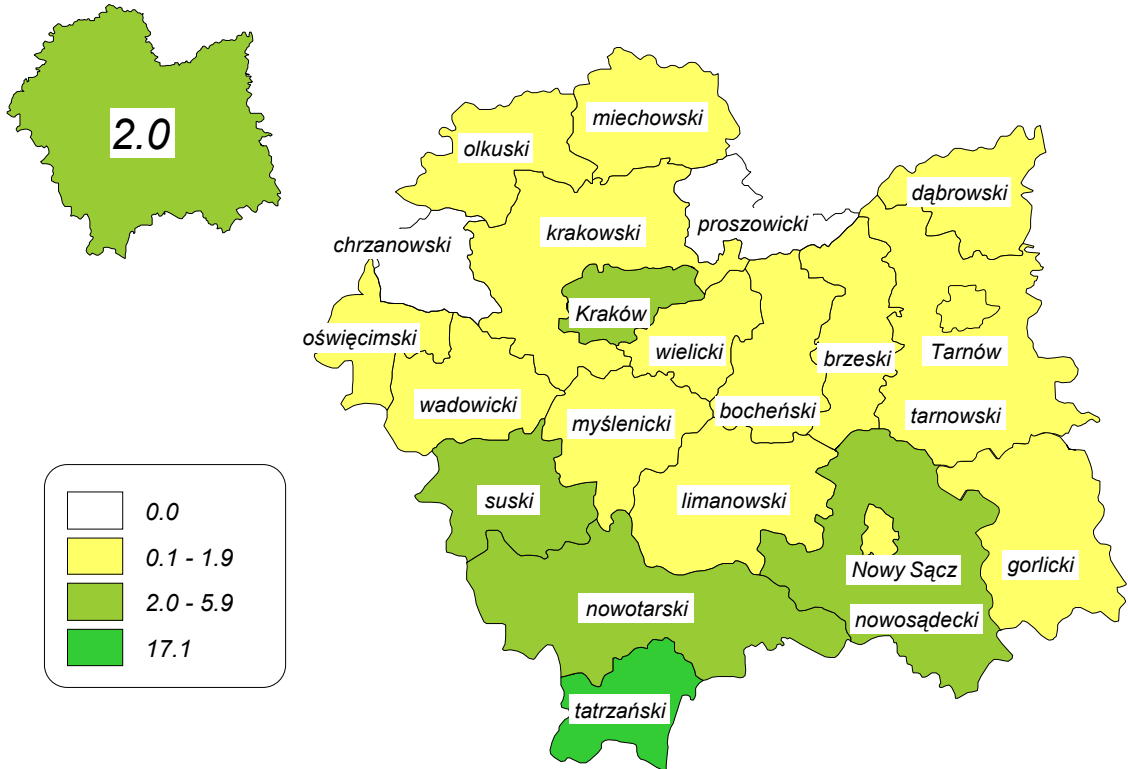 2.0
miechowski
olkuski
dąbrowski
proszowicki
krakowski
chrzanowski
Kraków
oświęcimski
wielicki
brzeski
Tarnów
wadowicki
bocheński
tarnowski
myślenicki
suski
limanowski
Nowy Sącz
gorlicki
nowotarski
nowosądecki
tatrzański
0.0
0.1 - 1.9
2.0 - 5.9
17.1